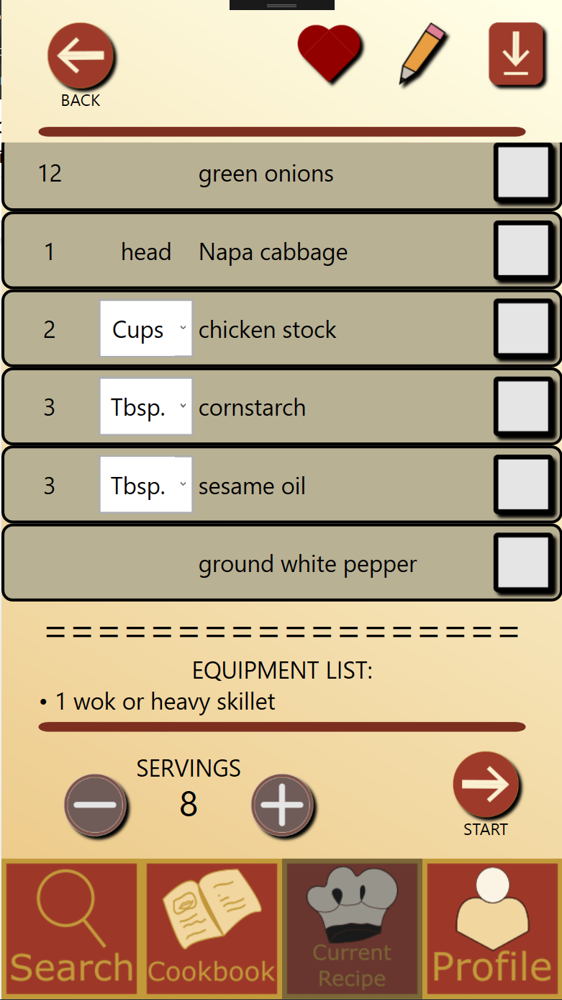 BACK
12 green onions
1 head Napa cabbage
2 Cups chicken stock
3 Tbsp. cornstarch
3 Tbsp. sesame oil
ground white pepper
==================
EQUIPMENT LIST:
• 1 wok or heavy skillet
SERVINGS
8
START
Search
Cookbook
Current
Recipe
Profile